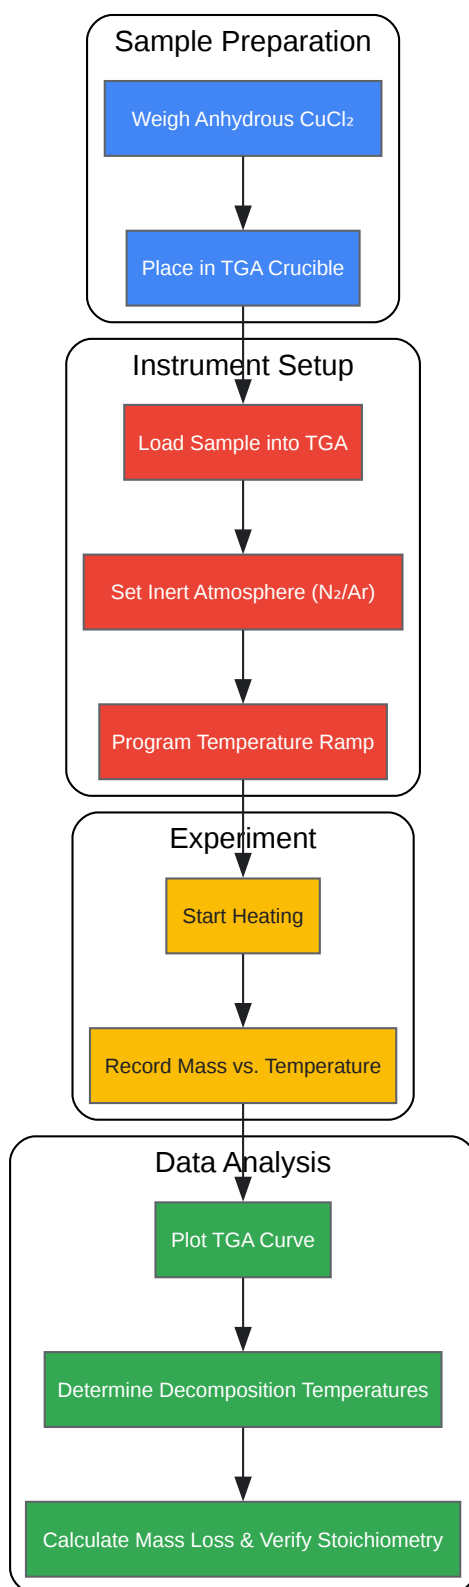 Sample Preparation
Weigh Anhydrous CuCl₂
Place in TGA Crucible
Instrument Setup
Load Sample into TGA
Set Inert Atmosphere (N₂/Ar)
Program Temperature Ramp
Experiment
Start Heating
Record Mass vs. Temperature
Data Analysis
Plot TGA Curve
Determine Decomposition Temperatures
Calculate Mass Loss & Verify Stoichiometry